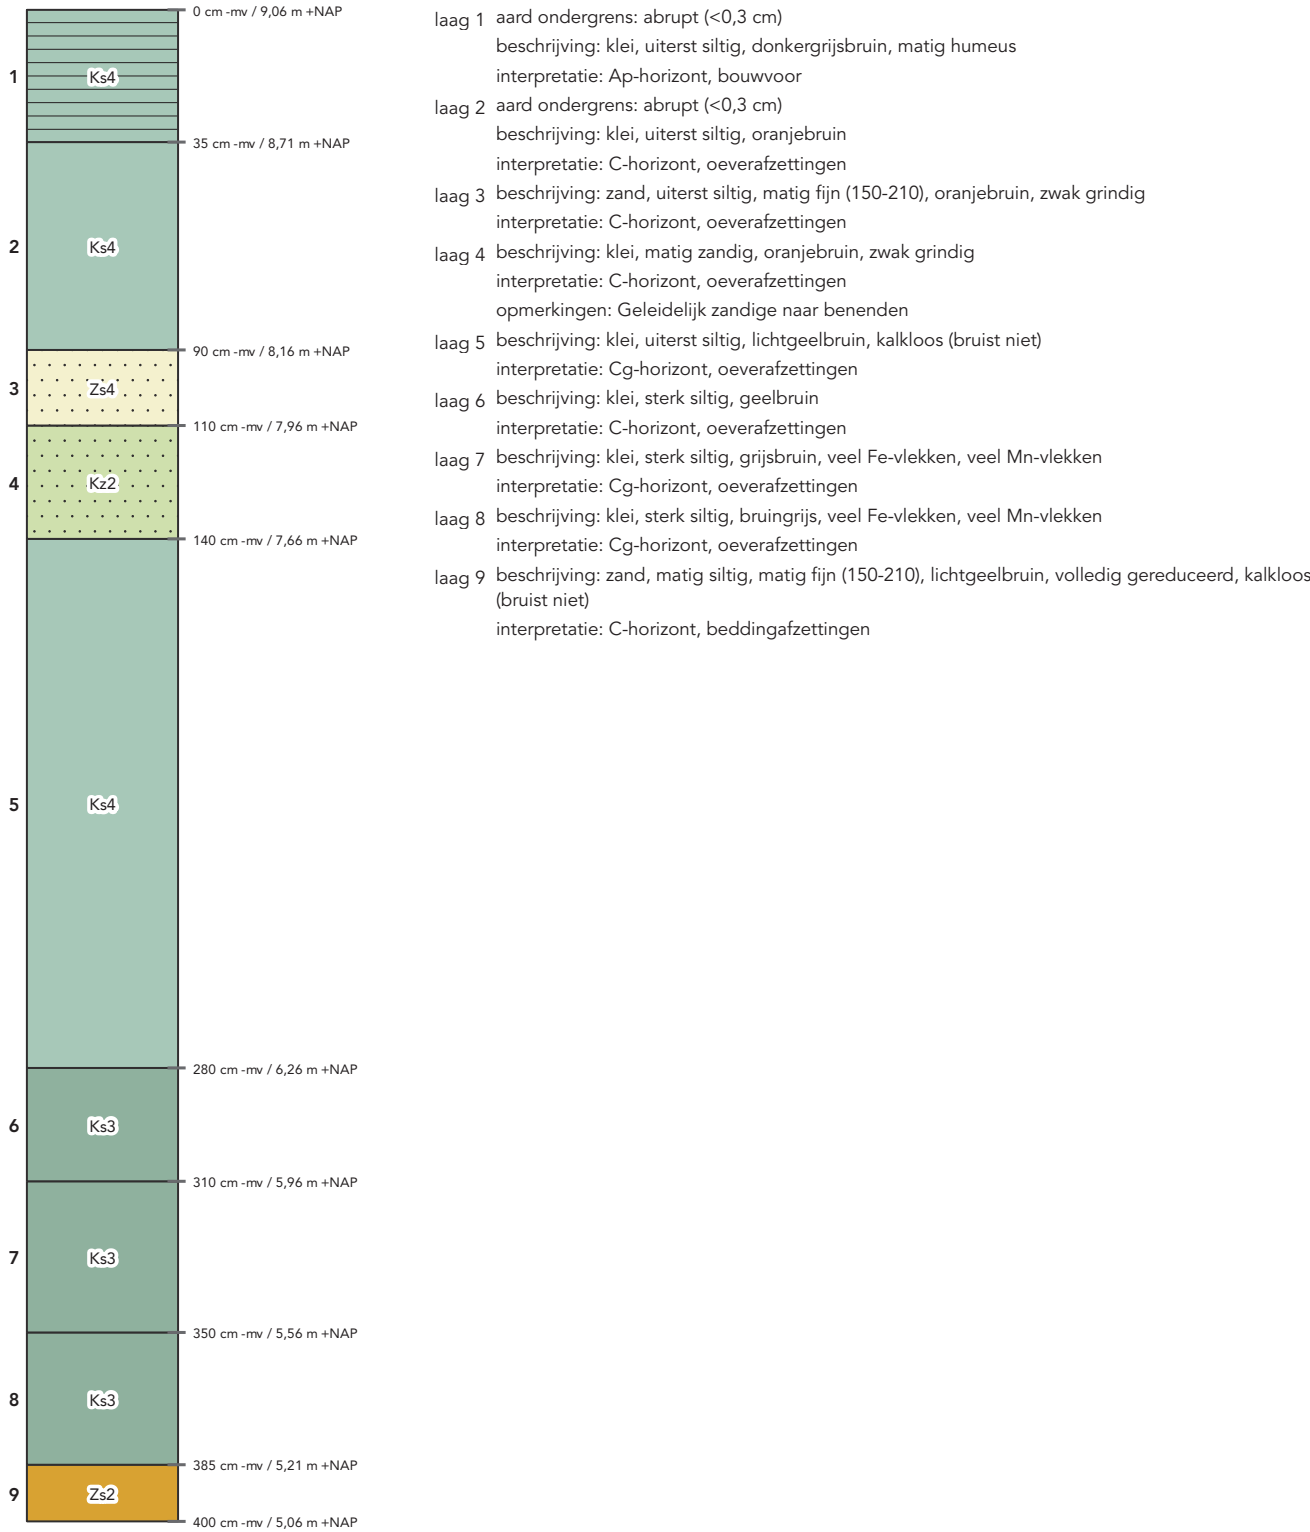 0 cm -mv / 9,06 m +NAP
1
Ks4
35 cm -mv / 8,71 m +NAP
2
Ks4
90 cm -mv / 8,16 m +NAP
3
Zs4
110 cm -mv / 7,96 m +NAP
4
Kz2
140 cm -mv / 7,66 m +NAP
5
Ks4
280 cm -mv / 6,26 m +NAP
6
Ks3
310 cm -mv / 5,96 m +NAP
7
Ks3
350 cm -mv / 5,56 m +NAP
8
Ks3
385 cm -mv / 5,21 m +NAP
9
Zs2
400 cm -mv / 5,06 m +NAP
laag 1 aard ondergrens: abrupt (<0,3 cm)
beschrijving: klei, uiterst siltig, donkergrijsbruin, matig humeus
interpretatie: Ap-horizont, bouwvoor
laag 2 aard ondergrens: abrupt (<0,3 cm)
beschrijving: klei, uiterst siltig, oranjebruin
interpretatie: C-horizont, oeverafzettingen
laag 3 beschrijving: zand, uiterst siltig, matig fijn (150-210), oranjebruin, zwak grindig
interpretatie: C-horizont, oeverafzettingen
laag 4 beschrijving: klei, matig zandig, oranjebruin, zwak grindig
interpretatie: C-horizont, oeverafzettingen
opmerkingen: Geleidelijk zandige naar benenden
laag 5 beschrijving: klei, uiterst siltig, lichtgeelbruin, kalkloos (bruist niet)
interpretatie: Cg-horizont, oeverafzettingen
laag 6 beschrijving: klei, sterk siltig, geelbruin
interpretatie: C-horizont, oeverafzettingen
laag 7 beschrijving: klei, sterk siltig, grijsbruin, veel Fe-vlekken, veel Mn-vlekken
interpretatie: Cg-horizont, oeverafzettingen
laag 8 beschrijving: klei, sterk siltig, bruingrijs, veel Fe-vlekken, veel Mn-vlekken
interpretatie: Cg-horizont, oeverafzettingen
laag 9 beschrijving: zand, matig siltig, matig fijn (150-210), lichtgeelbruin, volledig gereduceerd, kalkloos
(bruist niet)
interpretatie: C-horizont, beddingafzettingen